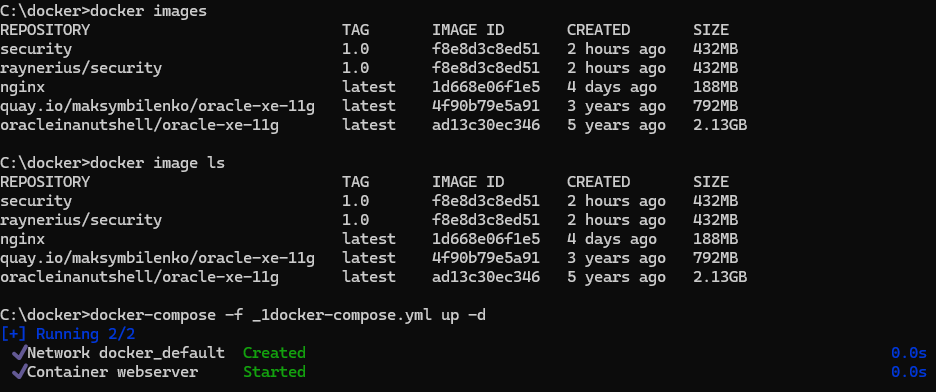 C:\docker>docker images
REPOSITORY TAG IMAGE ID CREATED SIZE
security 1.0 f8e8d3c8ed51 2 hours ago 432MB
raynerius/security 1.0 f8e8d3c8ed51 2 hours ago 432MB
nginx latest 1d668e06f1e5 4 days ago 188MB
quay.io/maksymbilenko/oracle-xe-11g latest 4f90b79e5a91 3 years ago 792MB
oracleinanutshell/oracle-xe-11g latest ad13c30ec346 5 years ago 2.13GB
C:\docker>docker image ls
REPOSITORY TAG IMAGE ID CREATED SIZE
security 1.0 f8e8d3c8ed51 2 hours ago 432MB
raynerius/security 1.0 f8e8d3c8ed51 2 hours ago 432MB
nginx latest 1d668e06f1e5 4 days ago 188MB
quay.io/maksymbilenko/oracle-xe-11g latest 4f90b79e5a91 3 years ago 792MB
oracleinanutshell/oracle-xe-11g latest ad13c30ec346 5 years ago 2.13GB
C:\docker>docker-compose -f _1docker-compose.yml up -d
[+] Running 2/2
✔Network docker_default Created 0.0s
✔Container webserver Started 0.0s